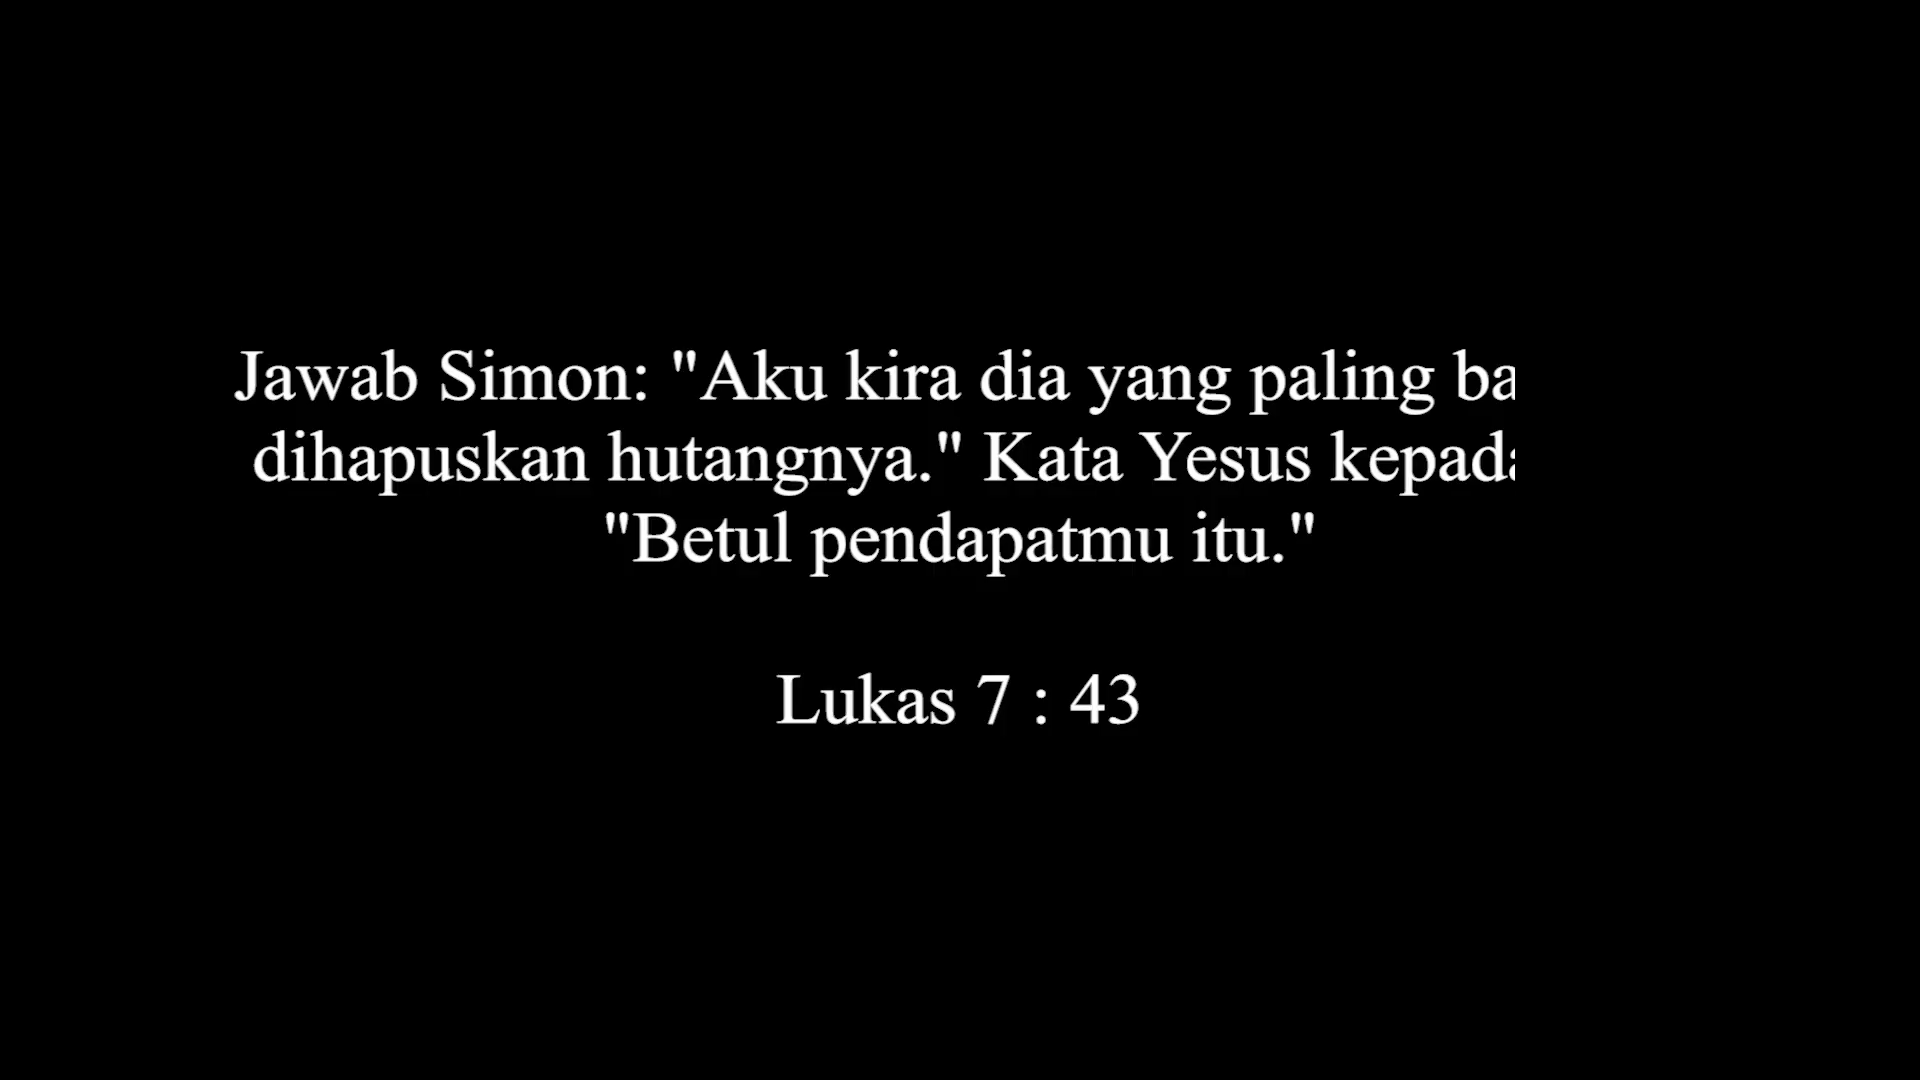 Jawab Simon: "Aku kira dia yang paling ba
dihapuskan hutangnya." Kata Yesus kepada
"Betul pendapatmu itu."
Lukas 7 : 43